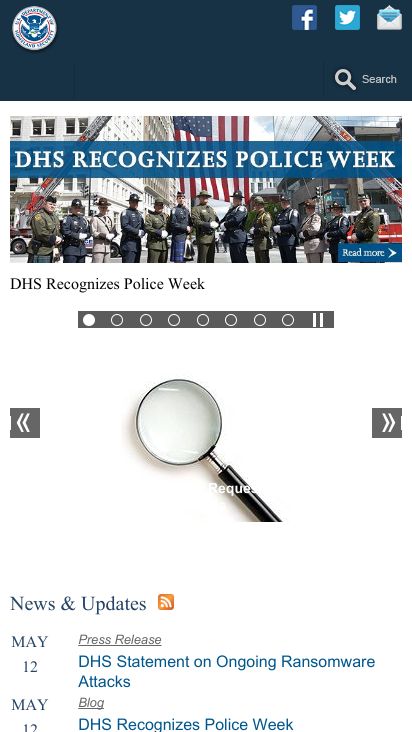 Search
DHS RECOGNIZES POLICE WEEK
Read more
DHS Recognizes Police Week
News & Updates
MAY
12
Press Release
DHS Statement on Ongoing Ransomware
Attacks
MAY
12
Blog
DHS Recognizes Police Week